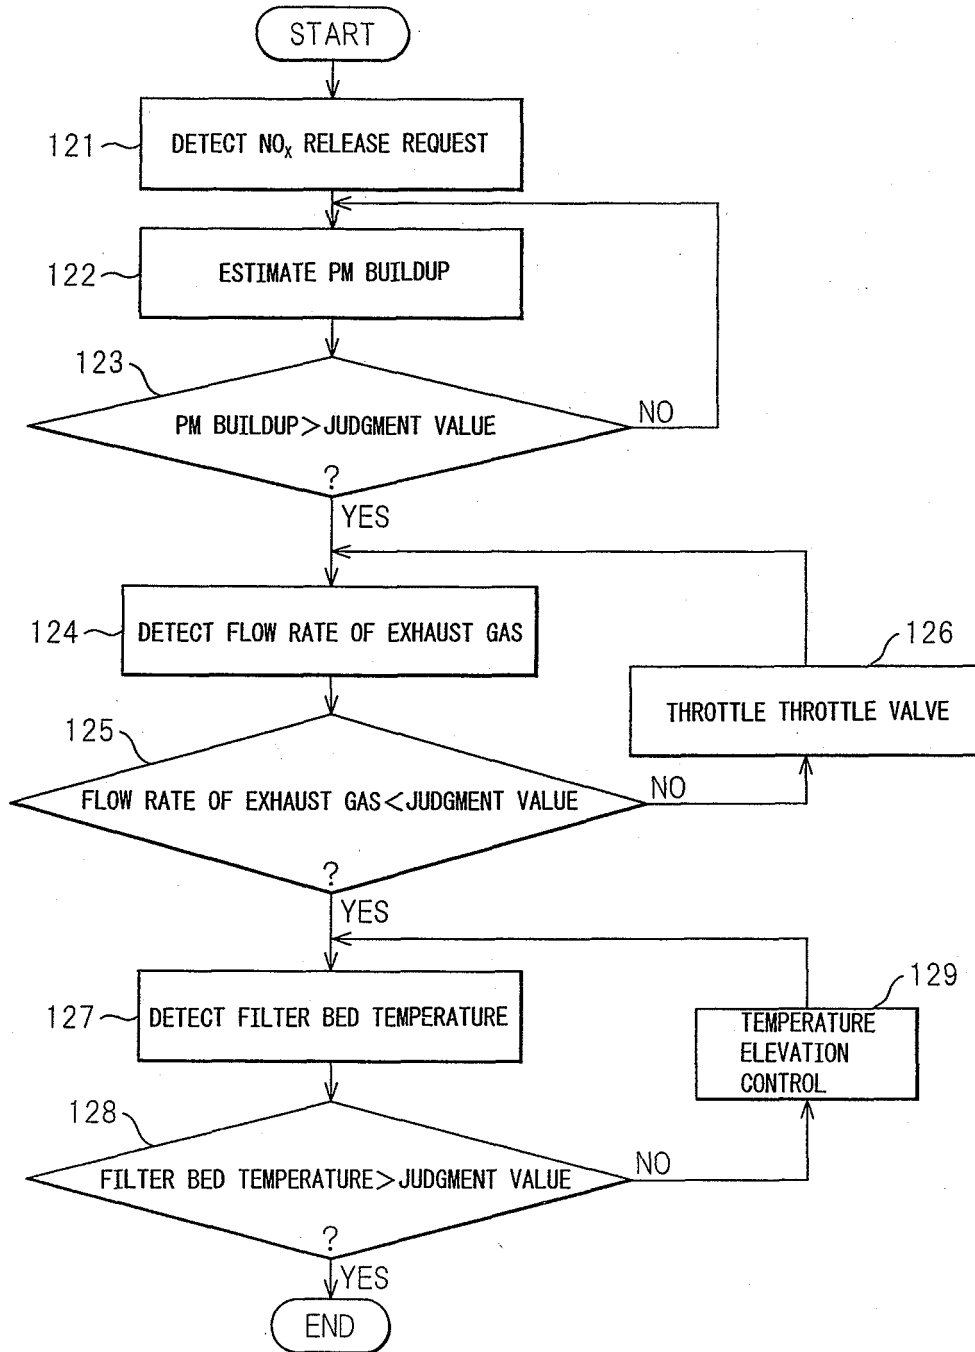 START
121
DETECT NOx RELEASE REQUEST
122
ESTIMATE PM BUILDUP
123
PM BUILDUP>JUDGMENT VALUE
?
NO
YES
124
DETECT FLOW RATE OF EXHAUST GAS
126
THROTTLE THROTTLE VALVE
125
FLOW RATE OF EXHAUST GAS<JUDGMENT VALUE
?
NO
YES
127
DETECT FILTER BED TEMPERATURE
129
TEMPERATURE
ELEVATION
CONTROL
128
FILTER BED TEMPERATURE>JUDGMENT VALUE
?
NO
YES
END